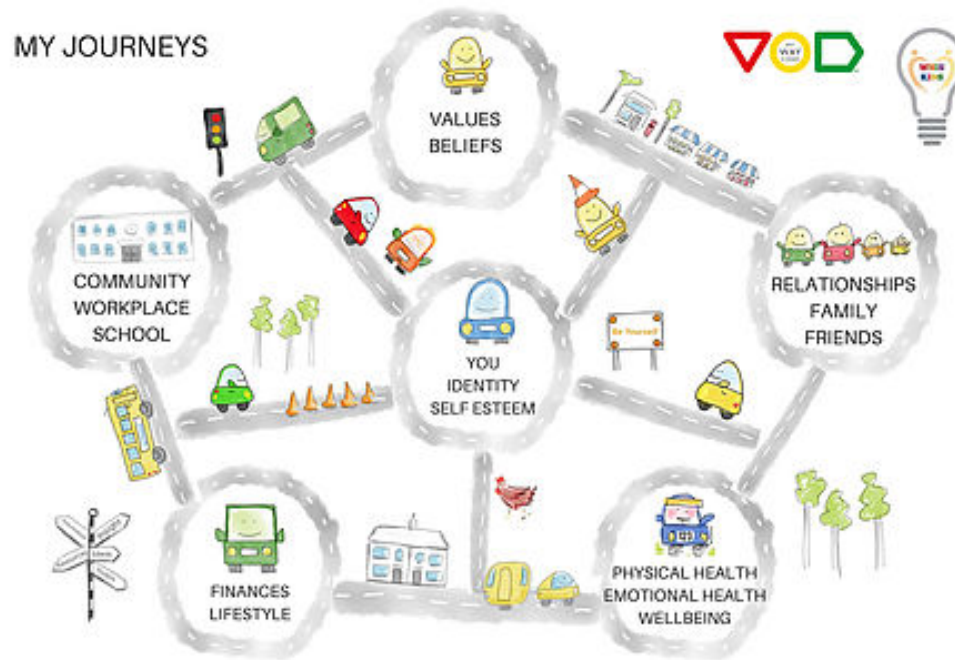 MY JOURNEYS
VALUES
BELIEFS
COMMUNITY
WORKPLACE
SCHOOL
RELATIONSHIPS
FAMILY
FRIENDS
Be Yourself
YOU
IDENTITY
SELF ESTEEM
FINANCES
LIFESTYLE
PHYSICAL HEALTH
EMOTIONAL HEALTH
WELLBEING